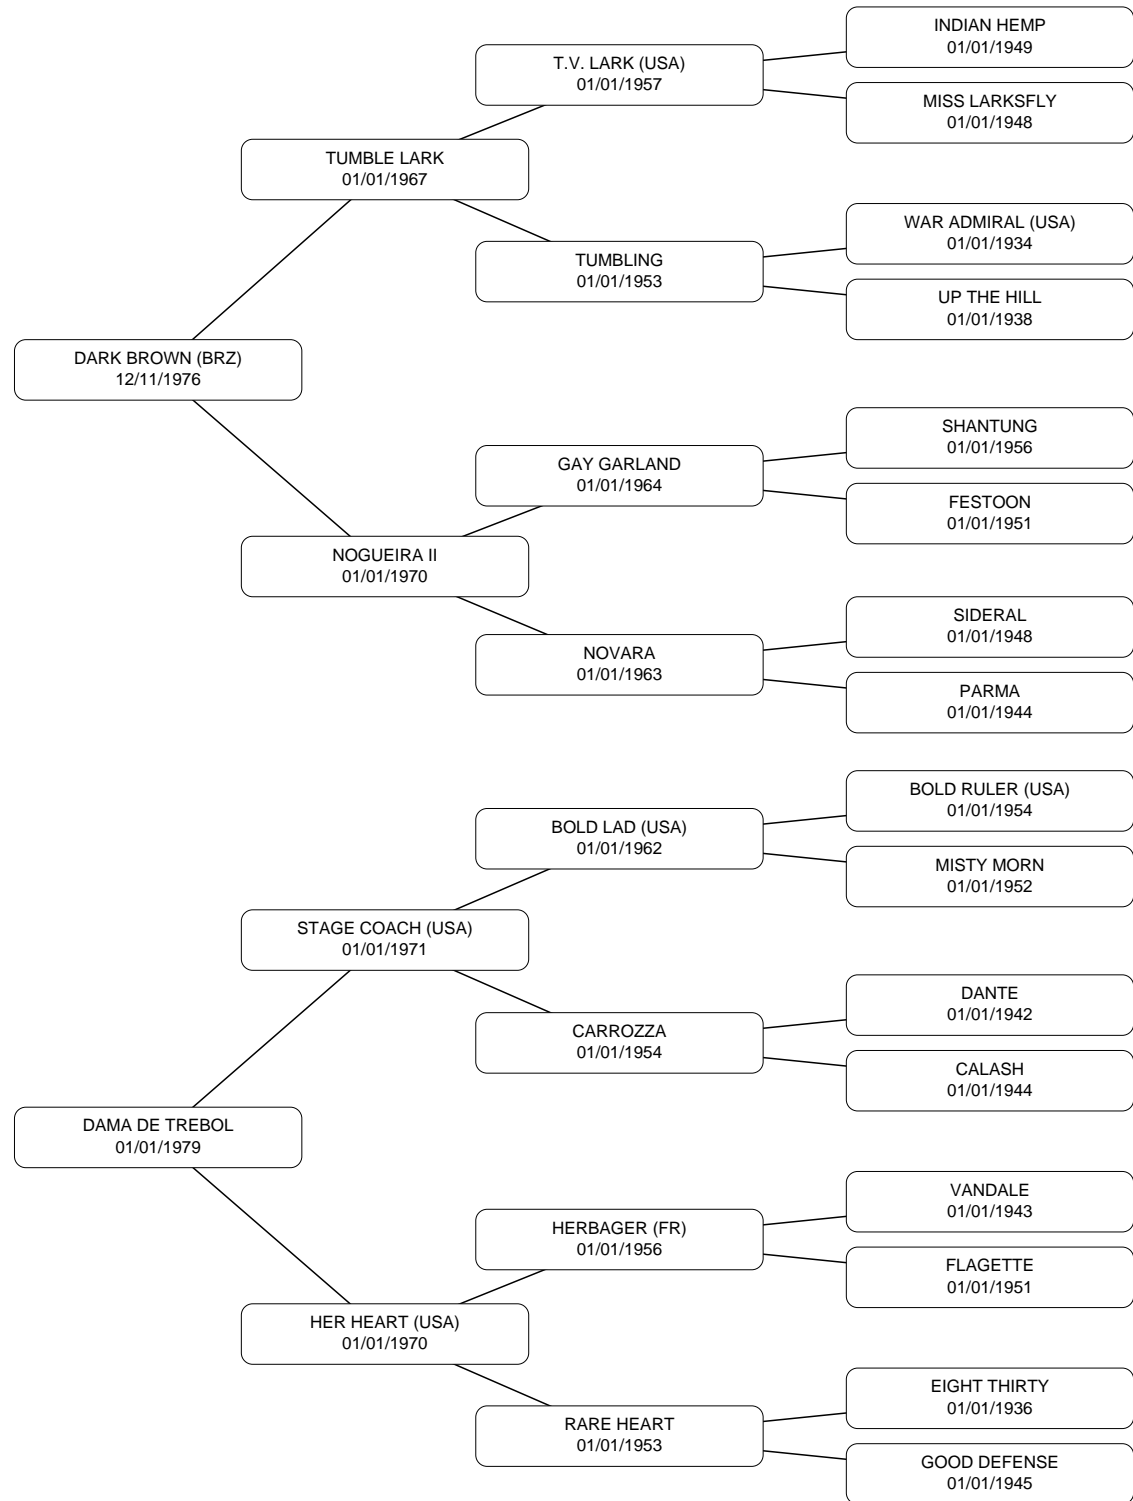 INDIAN HEMP
01/01/1949
T.V. LARK (USA)
01/01/1957
MISS LARKSFLY
01/01/1948
TUMBLE LARK
01/01/1967
WAR ADMIRAL (USA)
01/01/1934
TUMBLING
01/01/1953
UP THE HILL
01/01/1938
DARK BROWN (BRZ)
12/11/1976
SHANTUNG
01/01/1956
GAY GARLAND
01/01/1964
FESTOON
01/01/1951
NOGUEIRA II
01/01/1970
SIDERAL
01/01/1948
NOVARA
01/01/1963
PARMA
01/01/1944
BOLD RULER (USA)
01/01/1954
BOLD LAD (USA)
01/01/1962
MISTY MORN
01/01/1952
STAGE COACH (USA)
01/01/1971
DANTE
01/01/1942
CARROZZA
01/01/1954
CALASH
01/01/1944
DAMA DE TREBOL
01/01/1979
VANDALE
01/01/1943
HERBAGER (FR)
01/01/1956
FLAGETTE
01/01/1951
HER HEART (USA)
01/01/1970
EIGHT THIRTY
01/01/1936
RARE HEART
01/01/1953
GOOD DEFENSE
01/01/1945